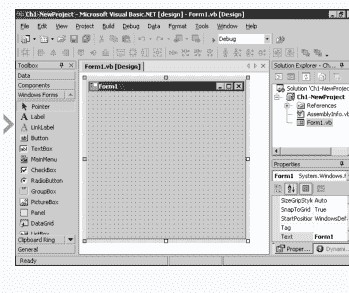 Ch1-NewProject - Microsoft Visual Basic.NET [design] - Form1.vb [Design]
File Edit View Project Build Debug Data Format Tools Window Help
Debug
Toolbox
Data
Components
Windows Forms
Pointer
Label
LinkLabel
Button
TextBox
MainMenu
CheckBox
RadioButton
GroupBox
PictureBox
Panel
DataGrid
ListBox
Clipboard Ring
General
Ready
Form1.vb [Design]
Form1
Solution Explorer - Ch...
Solution 'Ch1-NewProject
Ch1-NewProject
References
AssemblyInfo.vb
Form1.vb
Properties
Form1 System.Windows.
SizeGripStyle Auto
SnapToGrid True
StartPosition WindowsDef
Tag
Text Form1
Proper... Dynami.